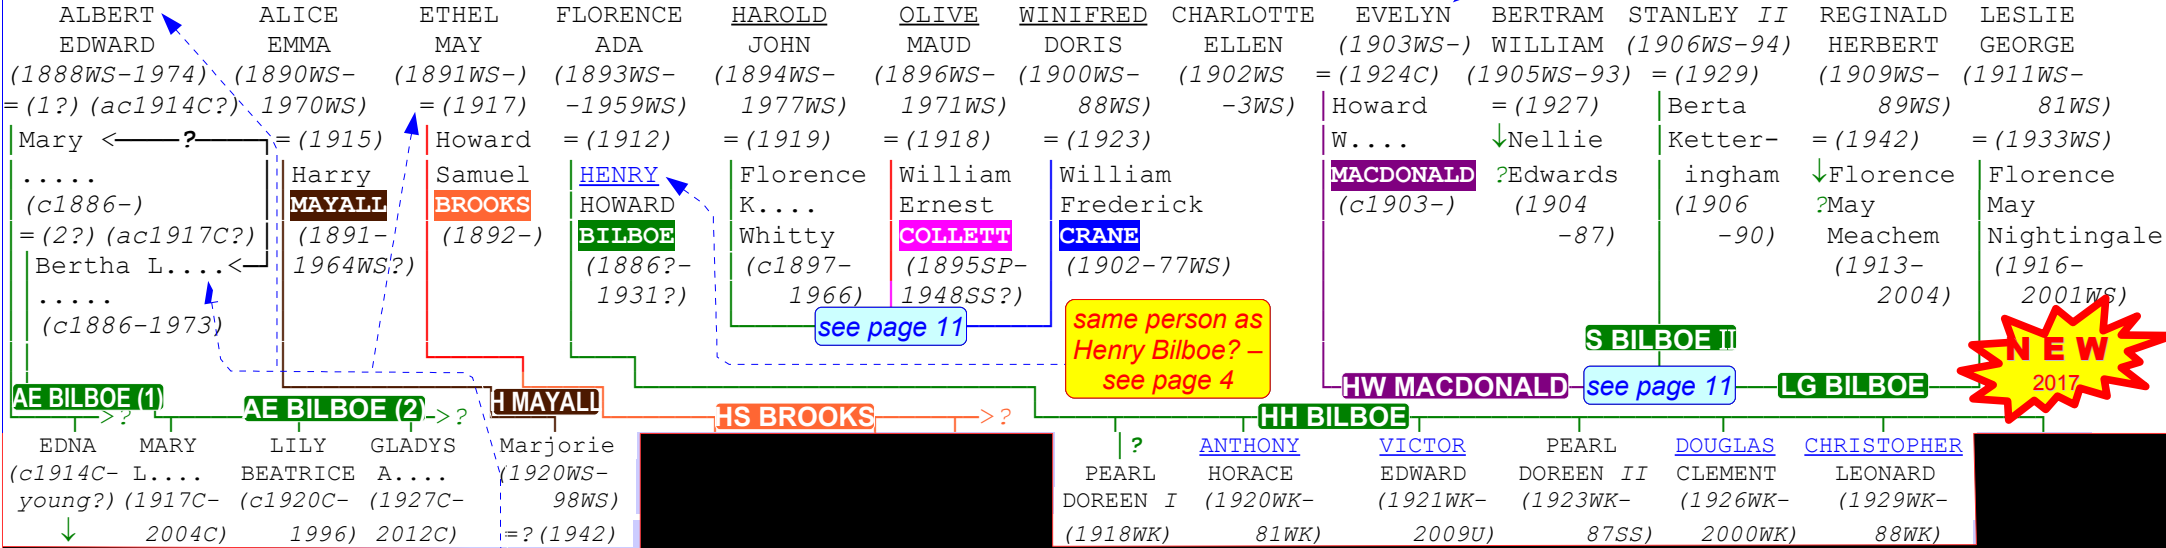 ALBERT ALICE ETHEL FLORENCE HAROLD OLIVE WINIFRED CHARLOTTE EVELYN BERTRAM STANLEY II REGINALD LESLIE
EDWARD EMMA MAY ADA JOHN MAUD DORIS ELLEN (1903WS-) WILLIAM (1906WS-94) HERBERT GEORGE
(1888WS-1974) (1890WS- (1891WS-) (1893WS- (1894WS- (1896WS- (1900WS- (1902WS =(1924C) (1905WS-93) =(1929) (1909WS- (1911WS-
=(1?)(ac1914C?) 1970WS) =(1917) -1959WS) 1977WS) 1971WS) 88WS) -3WS) Howard =(1927) Berta 89WS) 81WS)
Mary <—?— =(1915) Howard =(1912) =(1919) =(1918) =(1923) W.... ↓Nellie Ketter- =(1942) =(1933WS)
..... Harry Samuel HENRY Florence William William MACDONALD ?Edwards ingham ↓Florence Florence
(c1886-) MAYALL BROOKS HOWARD K.... Ernest Frederick (c1903-) (1904 (1906 ?May May
=(2?)(ac1917C?) (1891- (1892-) BILBOE Whitty COLLETT CRANE -87) -90) Meachem Nightingale
Bertha L....<— 1964WS?) (1886?- (c1897- (1895SP- (1902-77WS) (1913- (1916-
..... 1931?) 1966) 1948SS?) 2004) 2001WS)
(c1886-1973) see page 11 same person as
Henry Bilboe? –
see page 4
S BILBOE II NEW
2017
AE BILBOE (1) >? AE BILBOE (2) >? H MAYALL HS BROOKS >? HH BILBOE HW MACDONALD see page 11 LG BILBOE
EDNA MARY LILY GLADYS Marjorie ? ANTHONY VICTOR PEARL DOUGLAS CHRISTOPHER
(c1914C- L.... BEATRICE A.... (1920WS- PEARL HORACE EDWARD DOREEN II CLEMENT LEONARD
young?) (1917C- (c1920C- (1927C- 98WS) DOREEN I (1920WK- (1921WK- (1923WK- (1926WK- (1929WK-
↓ 2004C) 1996) 2012C) =?(1942) (1918WK) 81WK) 2009U) 87SS) 2000WK) 88WK)